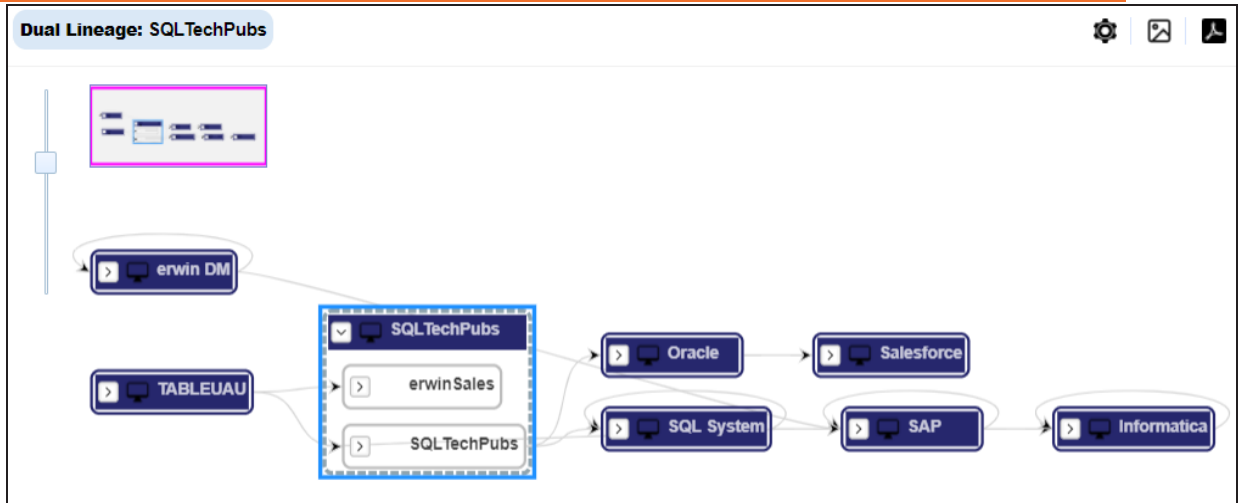 Dual Lineage: SQLTechPubs
erwin DM
SQLTechPubs
Oracle
Salesforce
TABLEUAU
erwinSales
SQL System
SAP
Informatica
SQLTechPubs